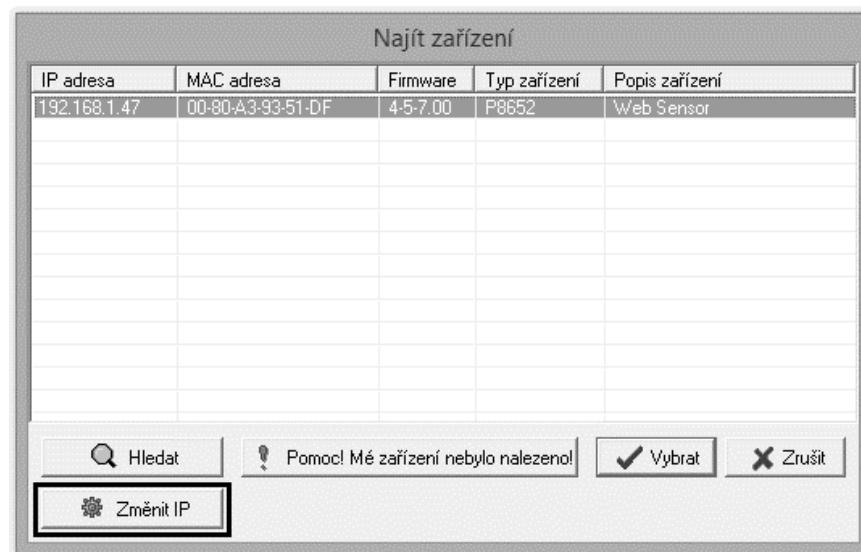 Najít zařízení
IP adresa MAC adresa Firmware Typ zařízení Popis zařízení
192.168.1.47 00-80-A3-93-51-DF 4-5-7.00 P8652 Web Sensor
Hledat Pomoc! Mé zařízení nebylo nalezeno! Vybrat Zrušit
Změnit IP